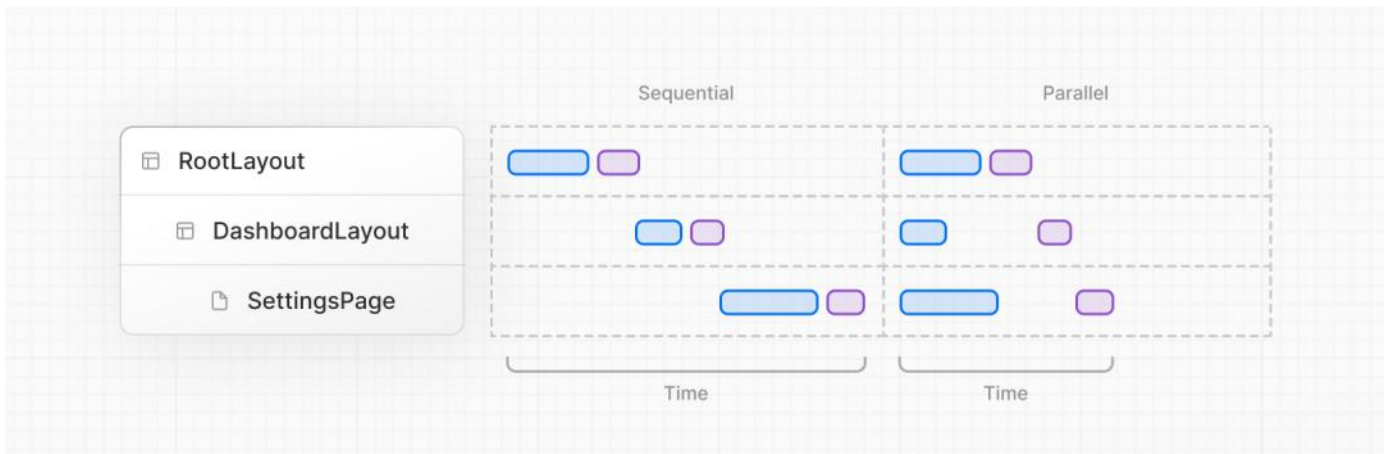 Sequential
Parallel
RootLayout
DashboardLayout
SettingsPage
Time
Time